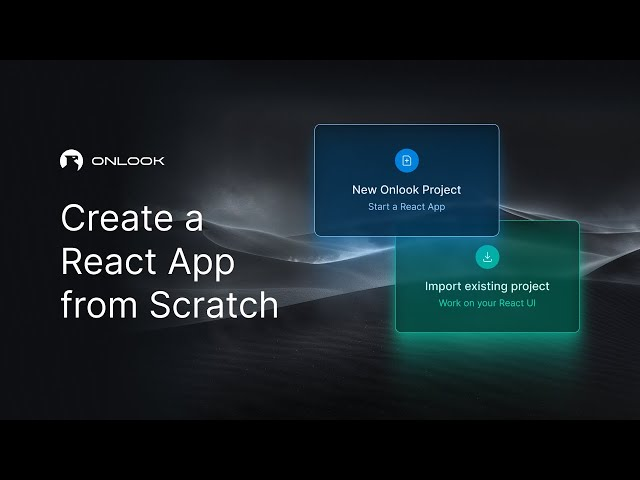 ONLOOK
Create a
React App
from Scratch
New Onlook Project
Start a React App
Import existing project
Work on your React UI